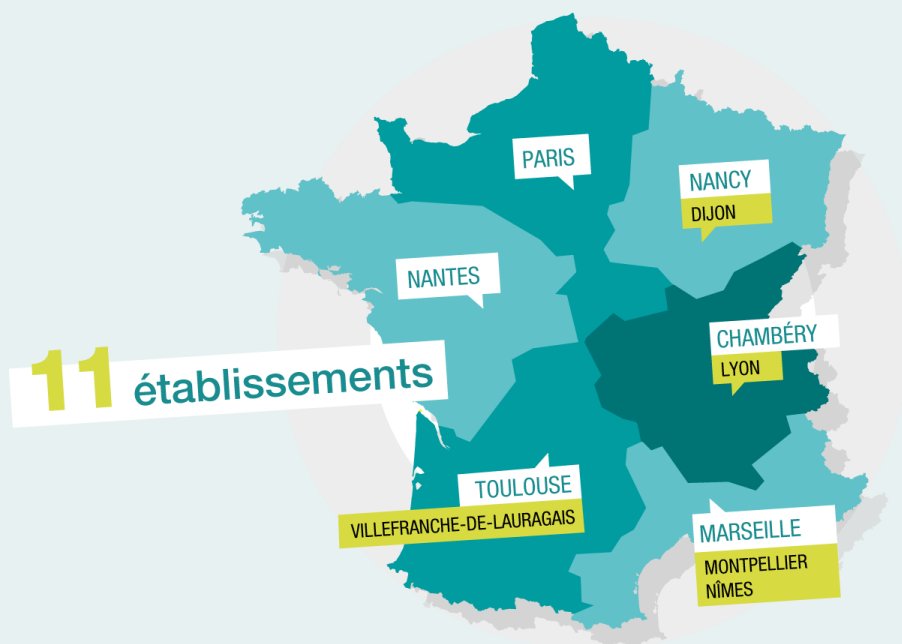 PARIS
NANCY
DIJON
NANTES
CHAMBÉRY
LYON
11 établissements
TOULOUSE
VILLEFRANCHE-DE-LAURAGAIS
MARSEILLE
MONTPELLIER
NÎMES